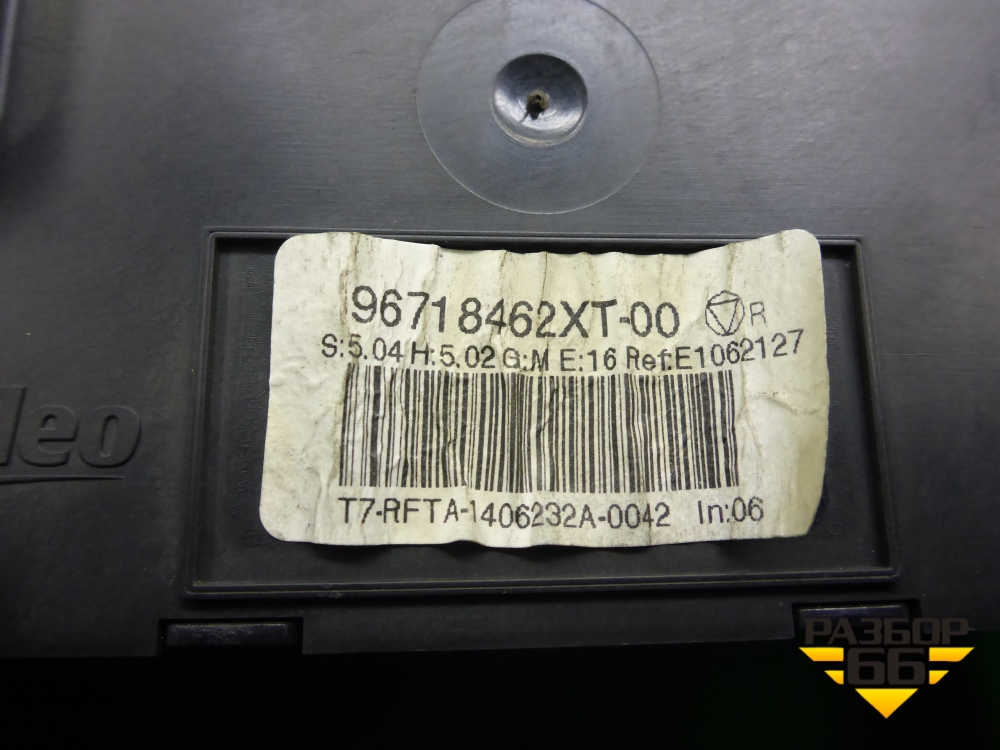 96718462XT-00 R
S:5.04 H:5.02 G:M E:16 Ref:E1062127
leo
T7-RFTA-1406232A-0042 In:06
РАЗБОР
66